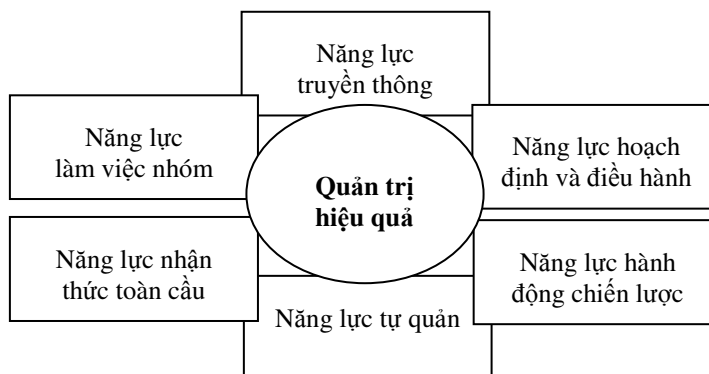 Năng lực
truyền thông
Năng lực
làm việc nhóm
Năng lực hoạch
định và điều hành
Quản trị
hiệu quả
Năng lực nhận
thức toàn cầu
Năng lực hành
động chiến lược
Năng lực tự quản